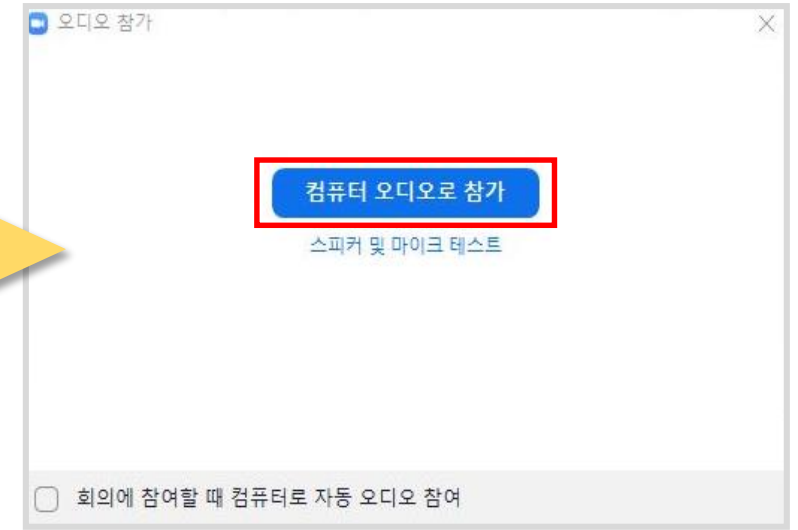 오디오 참가
컴퓨터 오디오로 참가
스피커 및 마이크 테스트
회의에 참여할 때 컴퓨터로 자동 오디오 참여